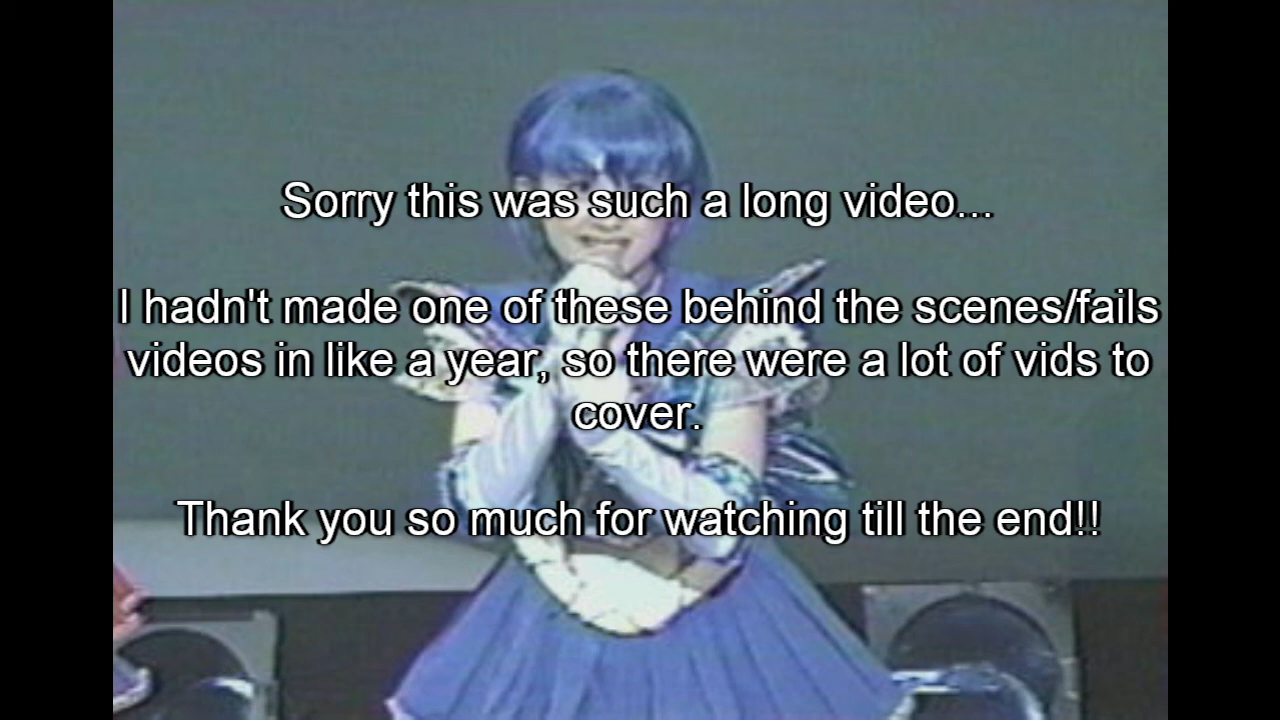 Sorry this was such a long video...
I hadn't made one of these behind the scenes/fails
videos in like a year, so there were a lot of vids to
cover.
Thank you so much for watching till the end!!